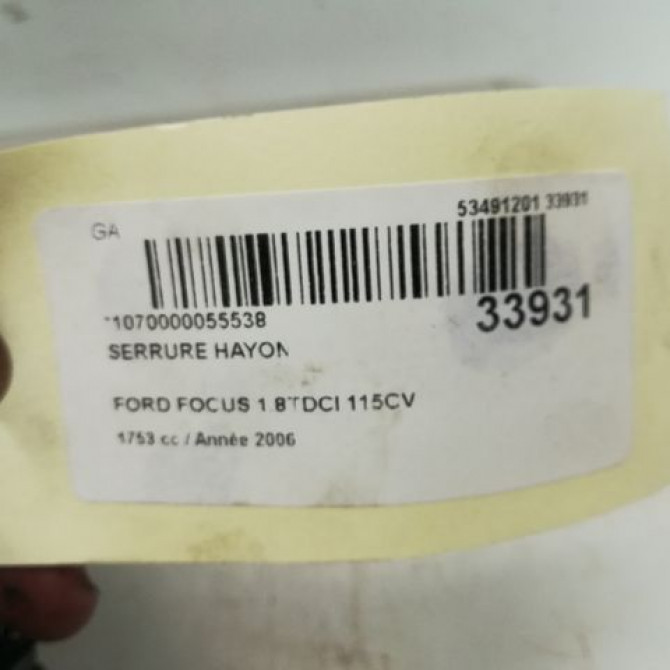 GA
53491201 33931
*1070000055538
33931
SERRURE HAYON
FORD FOCUS 1.8TDCI 115CV
1753 cc / Année 2006